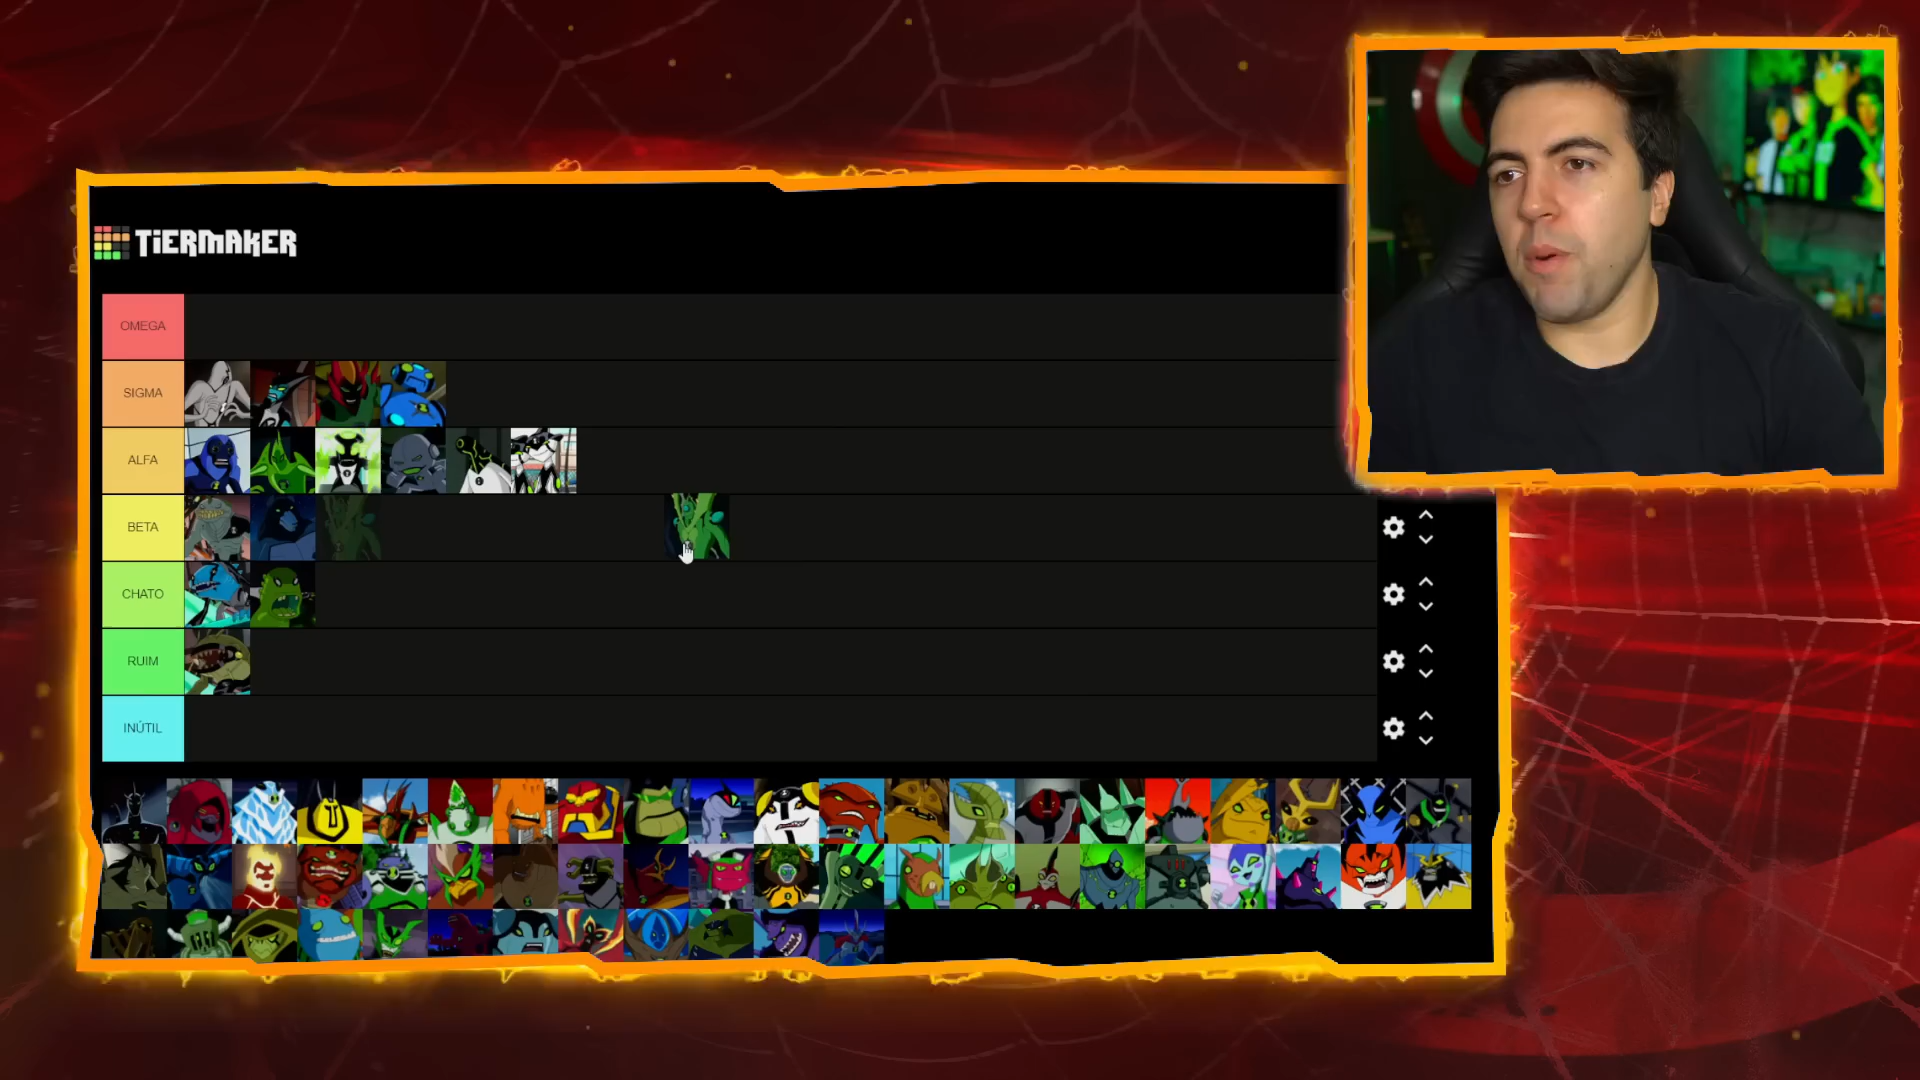 TiERMAKER
OMEGA
SIGMA
ALFA
BETA
CHATO
RUIM
INÚTIL